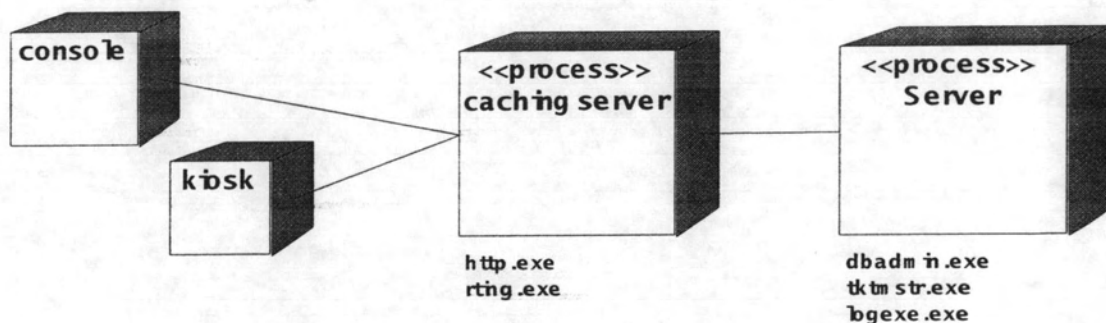 console
kiosk
<<process>>
caching server
http.exe
rting.exe
<<process>>
Server
dbadmin.exe
tktmstr.exe
logexe.exe